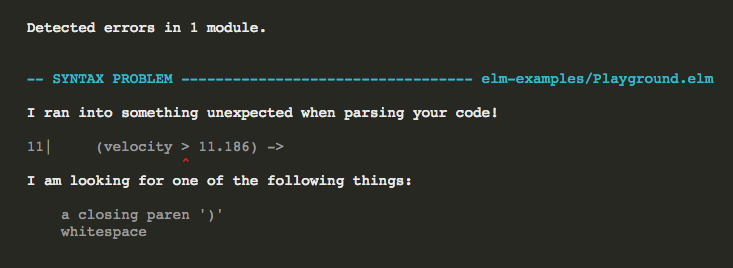 Detected errors in 1 module.
-- SYNTAX PROBLEM ---------------------------------- elm-examples/Playground.elm
I ran into something unexpected when parsing your code!
11|     (velocity > 11.186) ->
^
I am looking for one of the following things:
a closing paren ')'
whitespace